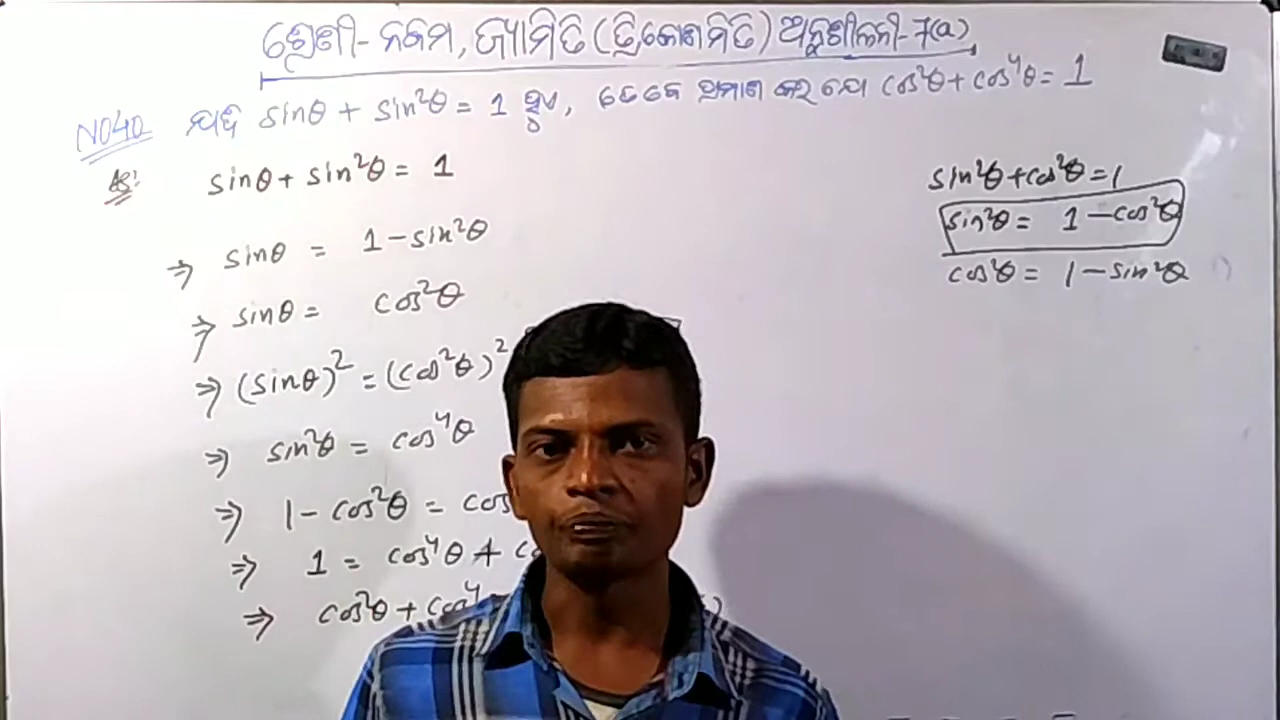 ଶ୍ରେଣୀ- ନବମ, ଜ୍ୟାମିତି (ତ୍ରିକୋଣମିତି) ଅନୁଶୀଳନୀ-7(a)
NO40 ଯଦି sinθ + sin²θ = 1 ହୁଏ, ତେବେ ପ୍ରମାଣ କର ଯେ cos²θ + cos⁴θ = 1
sinθ + sin²θ = 1
⇒ sinθ = 1 - sin²θ
⇒ sinθ = cos²θ
⇒ (sinθ)² = (cos²θ)²
⇒ sin²θ = cos⁴θ
⇒ 1 - cos²θ = cos
⇒ 1 = cos⁴θ +
⇒ cos²θ + cos⁴
sin²θ + cos²θ = 1
sin²θ = 1 - cos²θ
cos²θ = 1 - sin²θ